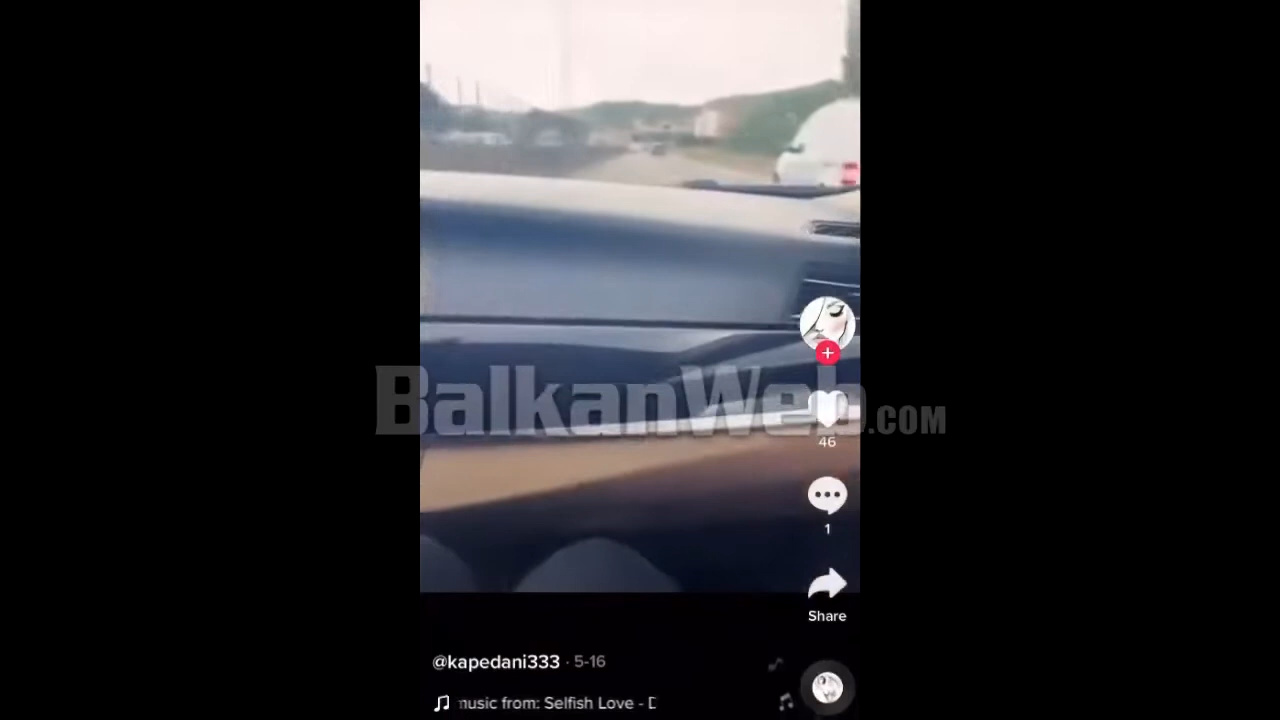 BalkanWeb.com
46
1
Share
@kapedani333 · 5-16
music from: Selfish Love - D